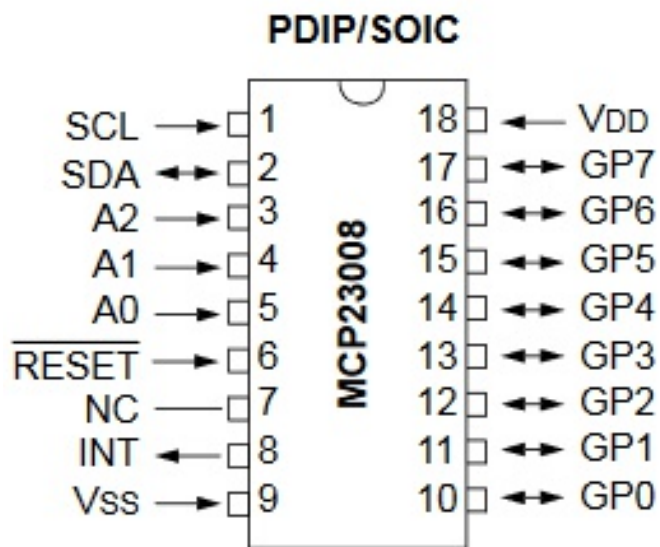 PDIP/SOIC
SCL 1 18 VDD
SDA 2 17 GP7
A2 3 16 GP6
A1 4 15 GP5
A0 5 14 GP4
RESET 6 13 GP3
NC 7 12 GP2
INT 8 11 GP1
VSS 9 10 GP0
MCP23008